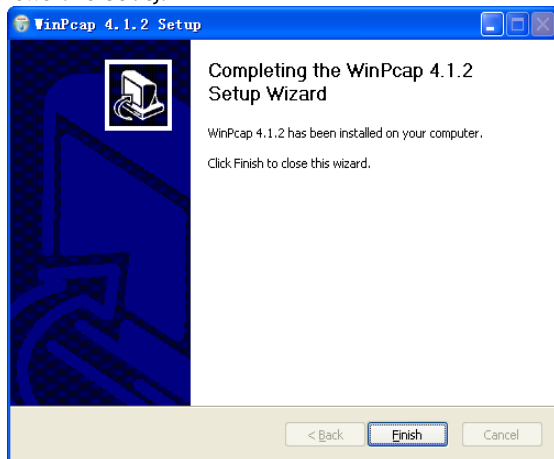 WinPcap 4.1.2 Setup
Completing the WinPcap 4.1.2
Setup Wizard
WinPcap 4.1.2 has been installed on your computer.
Click Finish to close this wizard.
< Back
Finish
Cancel